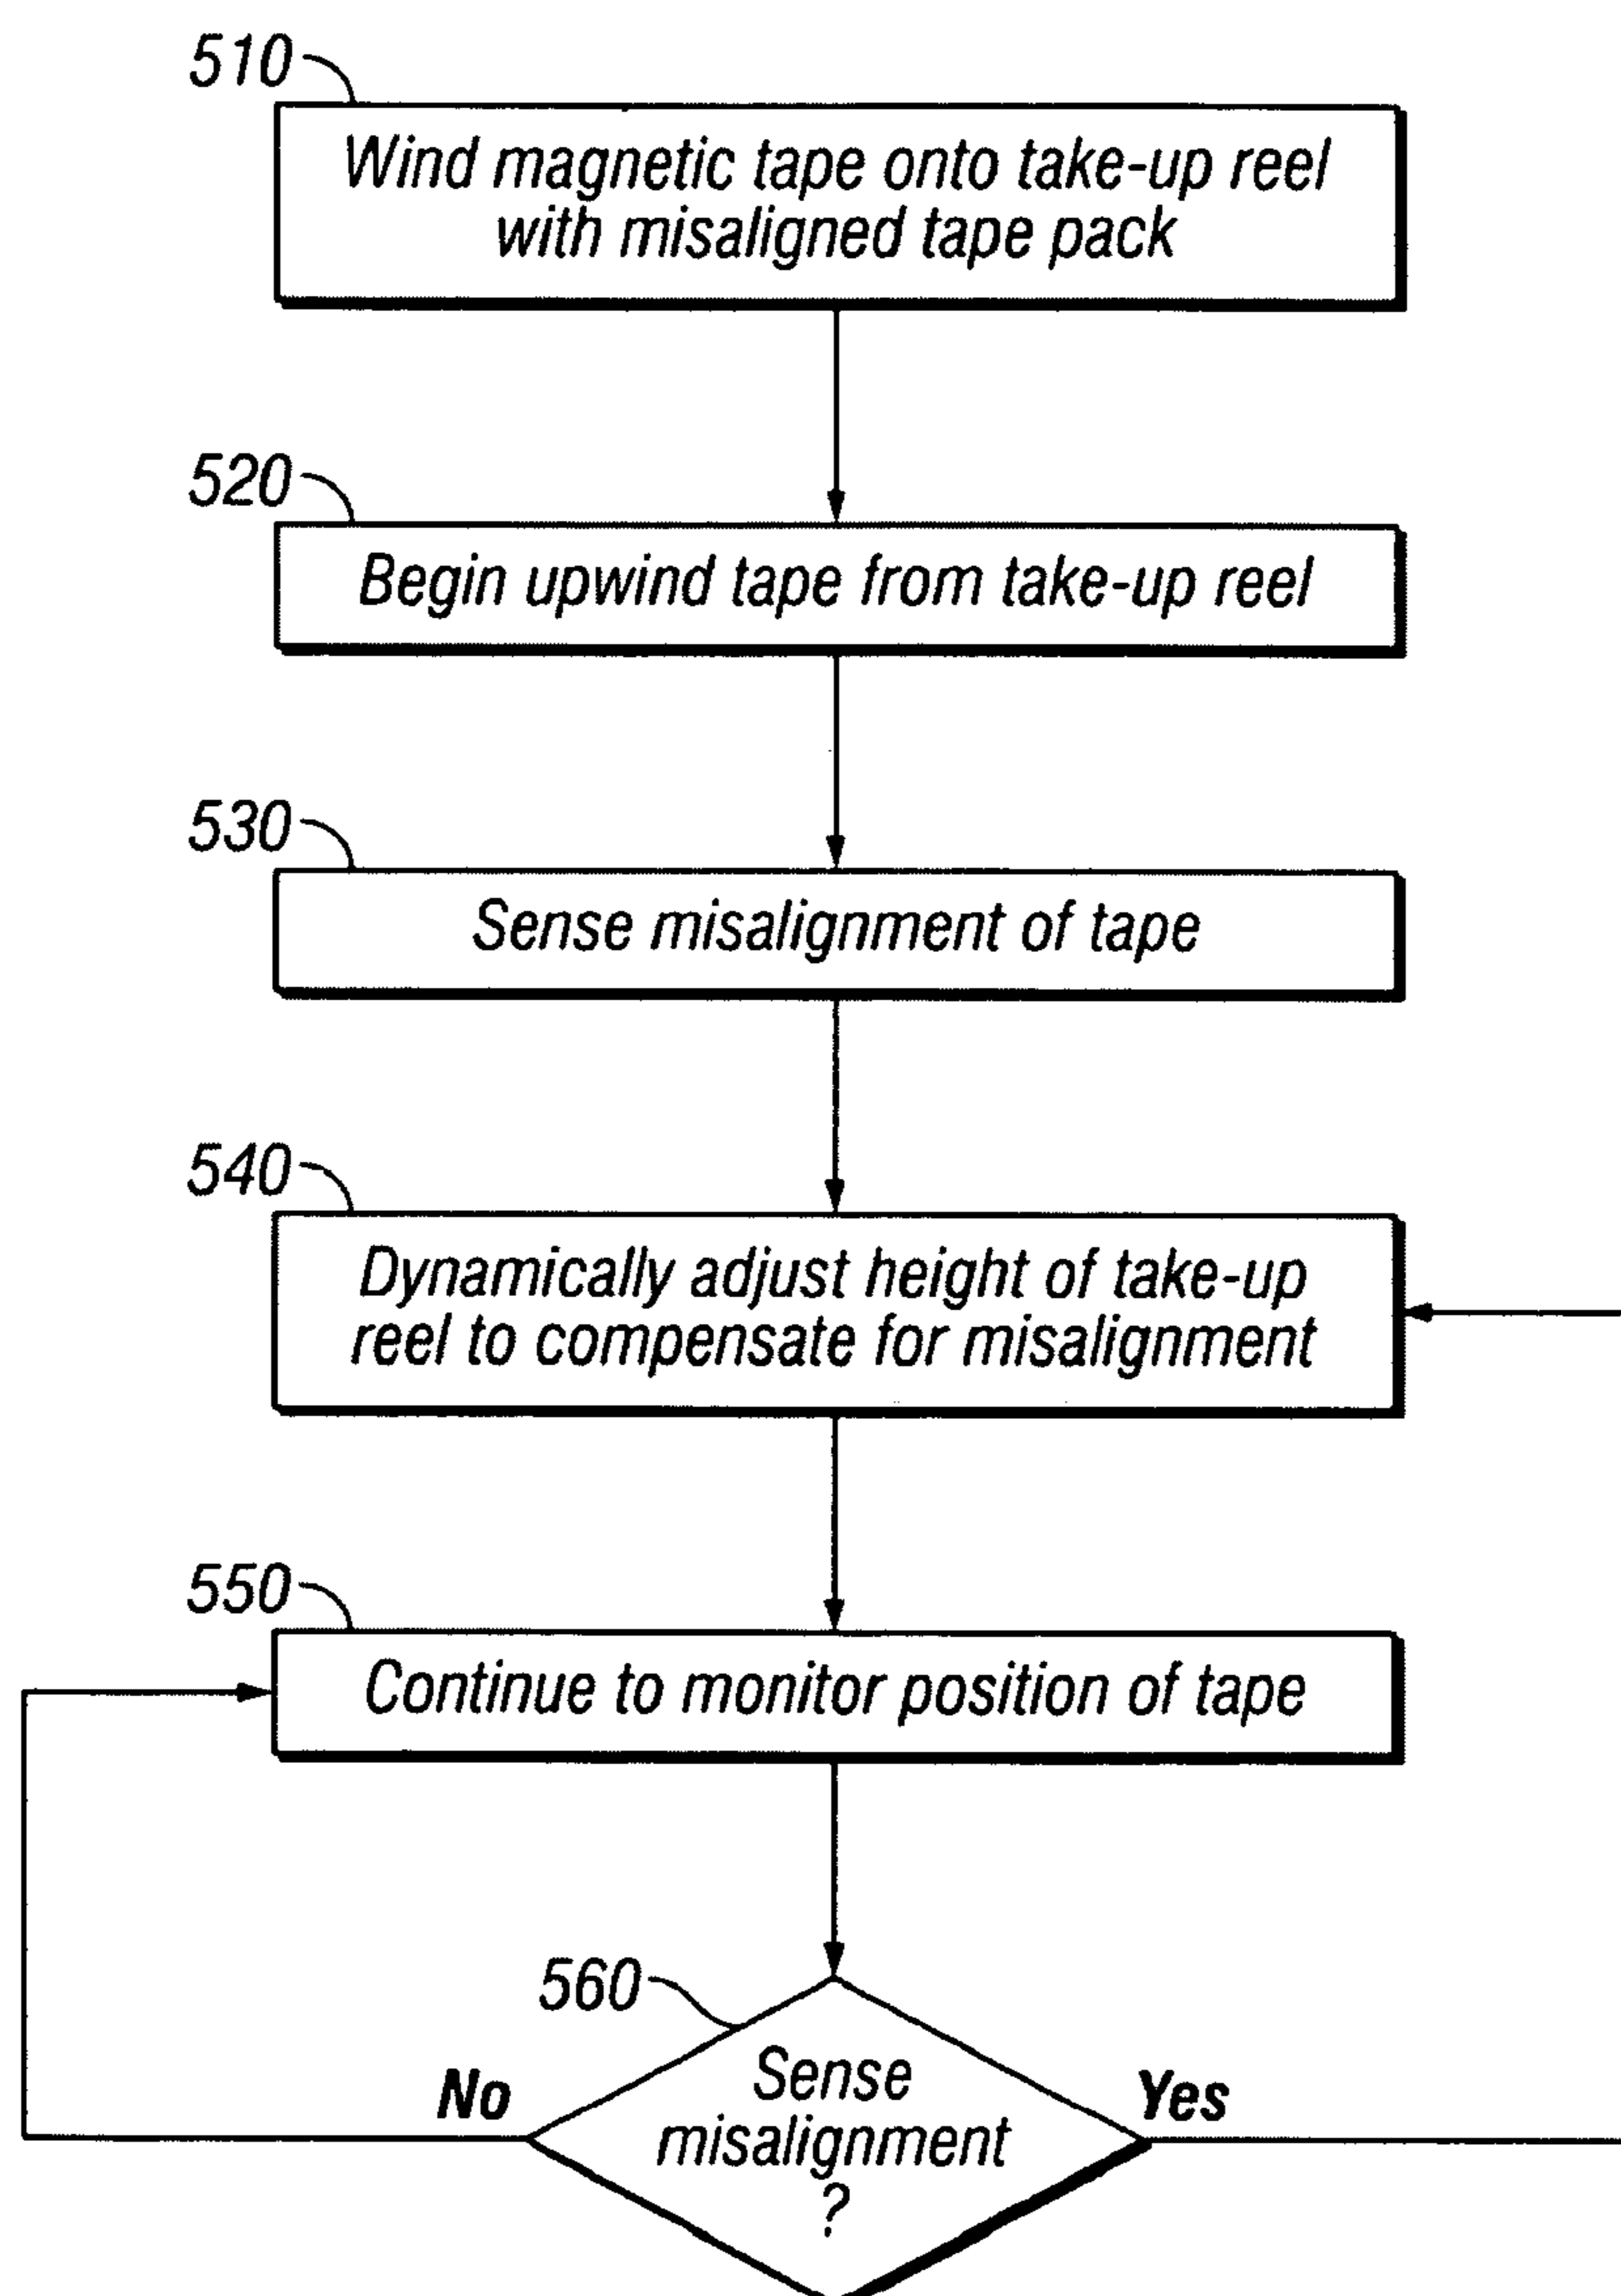 510
Wind magnetic tape onto take-up reel
with misaligned tape pack
520
Begin upwind tape from take-up reel
530
Sense misalignment of tape
540
Dynamically adjust height of take-up
reel to compensate for misalignment
550
Continue to monitor position of tape
560
Sense
misalignment
?
No
Yes